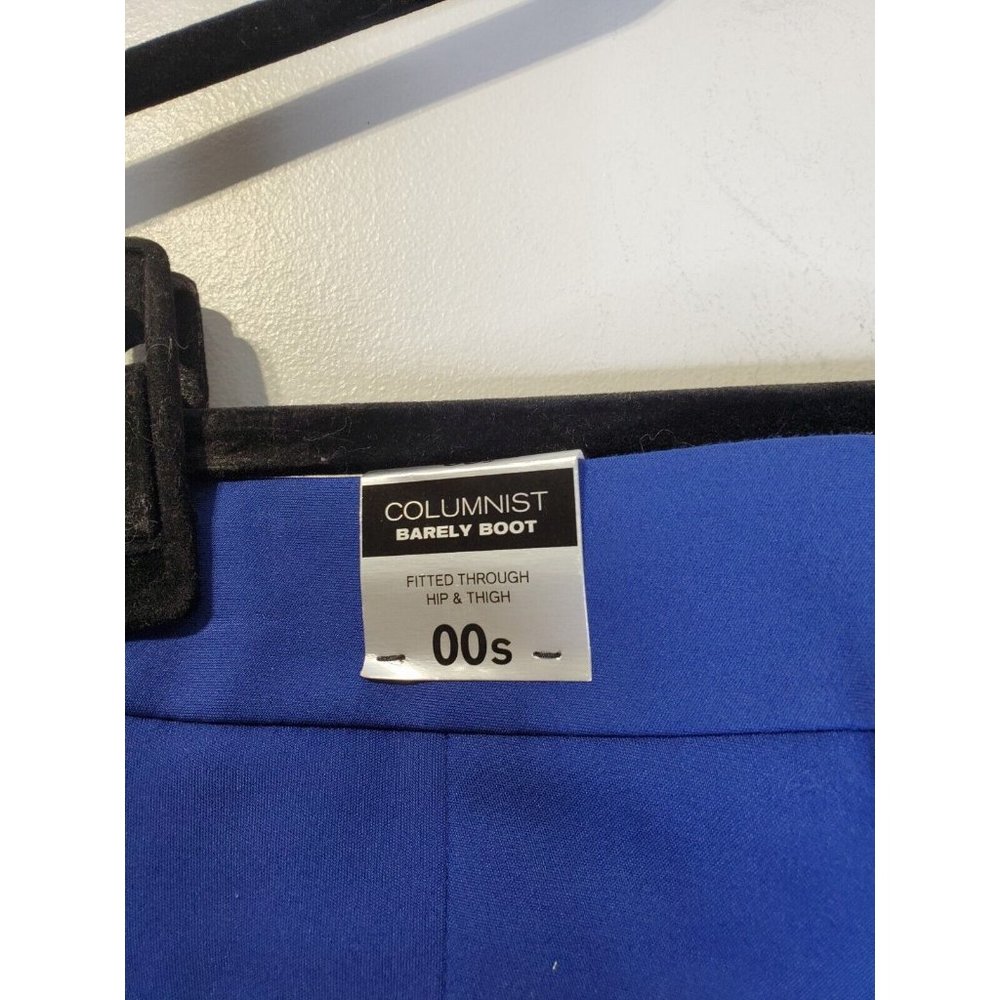 COLUMNIST
BARELY BOOT
FITTED THROUGH
HIP & THIGH
00s